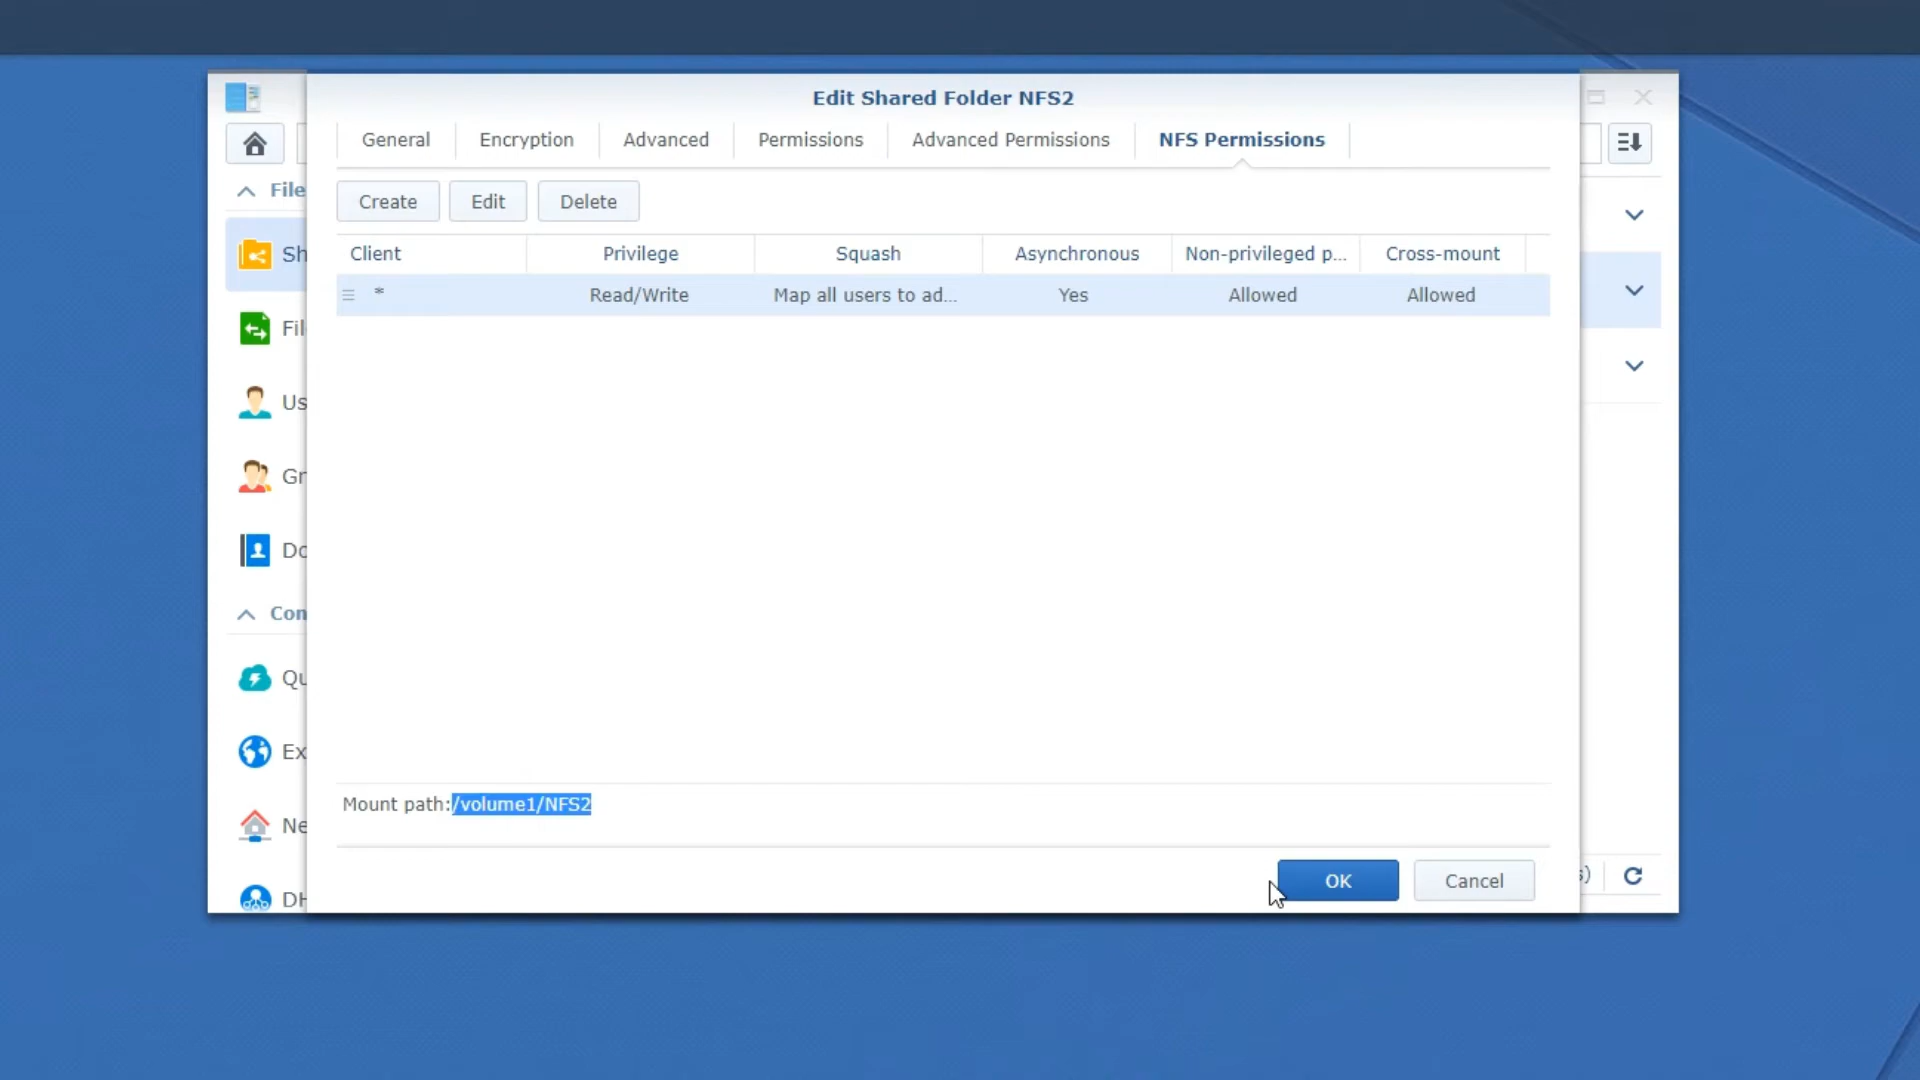 Edit Shared Folder NFS2
General Encryption Advanced Permissions Advanced Permissions NFS Permissions
Create Edit Delete
Client Privilege Squash Asynchronous Non-privileged p... Cross-mount
* Read/Write Map all users to ad... Yes Allowed Allowed
File
Sh
Fil
Us
Gr
Do
Con
Qu
Ex
Ne
DH
Mount path:/volume1/NFS2
OK Cancel
s)